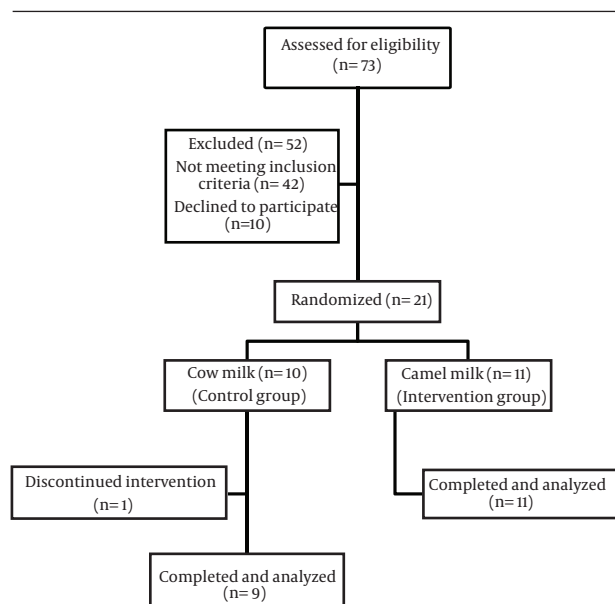 Assessed for eligibility
(n= 73)
Excluded (n= 52)
Not meeting inclusion
criteria (n= 42)
Declined to participate
(n=10)
Randomized (n= 21)
Cow milk (n= 10)
(Control group)
Camel milk (n= 11)
(Intervention group)
Discontinued intervention
(n= 1)
Completed and analyzed
(n= 11)
Completed and analyzed
(n= 9)